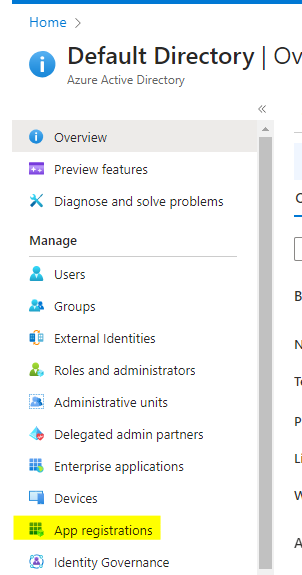 Home >
Default Directory | Ov
Azure Active Directory
«
Overview
Preview features
Diagnose and solve problems
Manage
Users
Groups
External Identities
Roles and administrators
Administrative units
Delegated admin partners
Enterprise applications
Devices
App registrations
Identity Governance